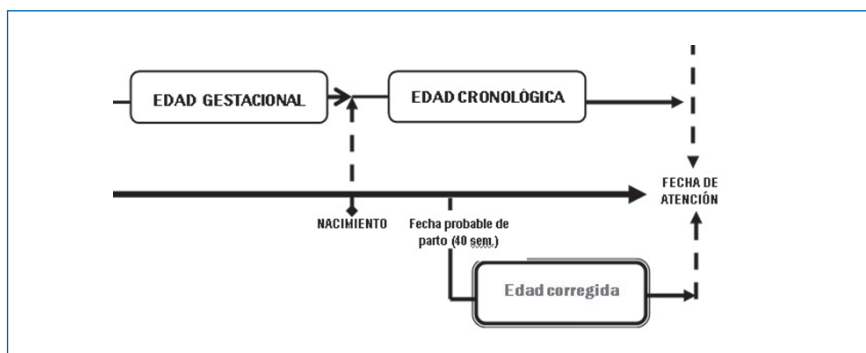 EDAD GESTACIONAL
EDAD CRONOLÓGICA
FECHA DE
ATENCIÓN
NACIMIENTO
Fecha probable de
parto (40 sem.)
Edad corregida